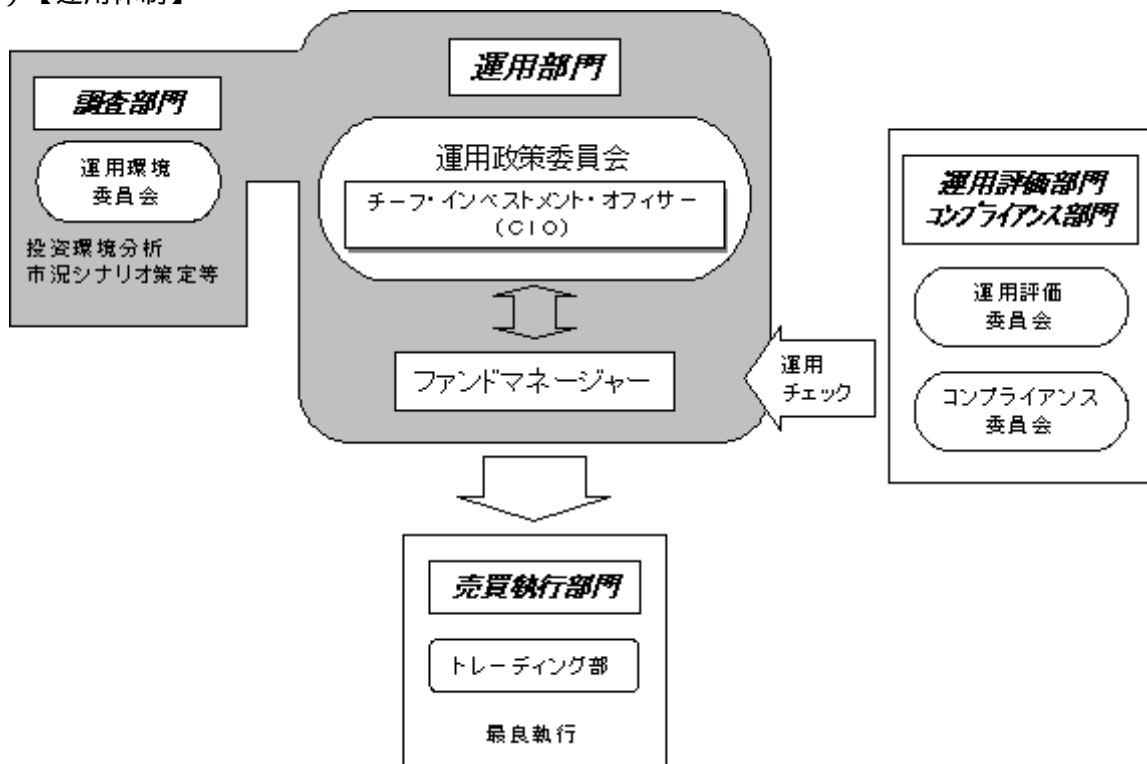 )【運用体制】
運用部門
調査部門
運用環境
委員会
投資環境分析
市況シナリオ策定等
運用政策委員会
チーフ・インベストメント・オフィサー
(CIO)
ファンドマネージャー
運用
チェック
運用評価部門
コンプライアンス部門
運用評価
委員会
コンプライアンス
委員会
売買執行部門
トレーディング部
最良執行